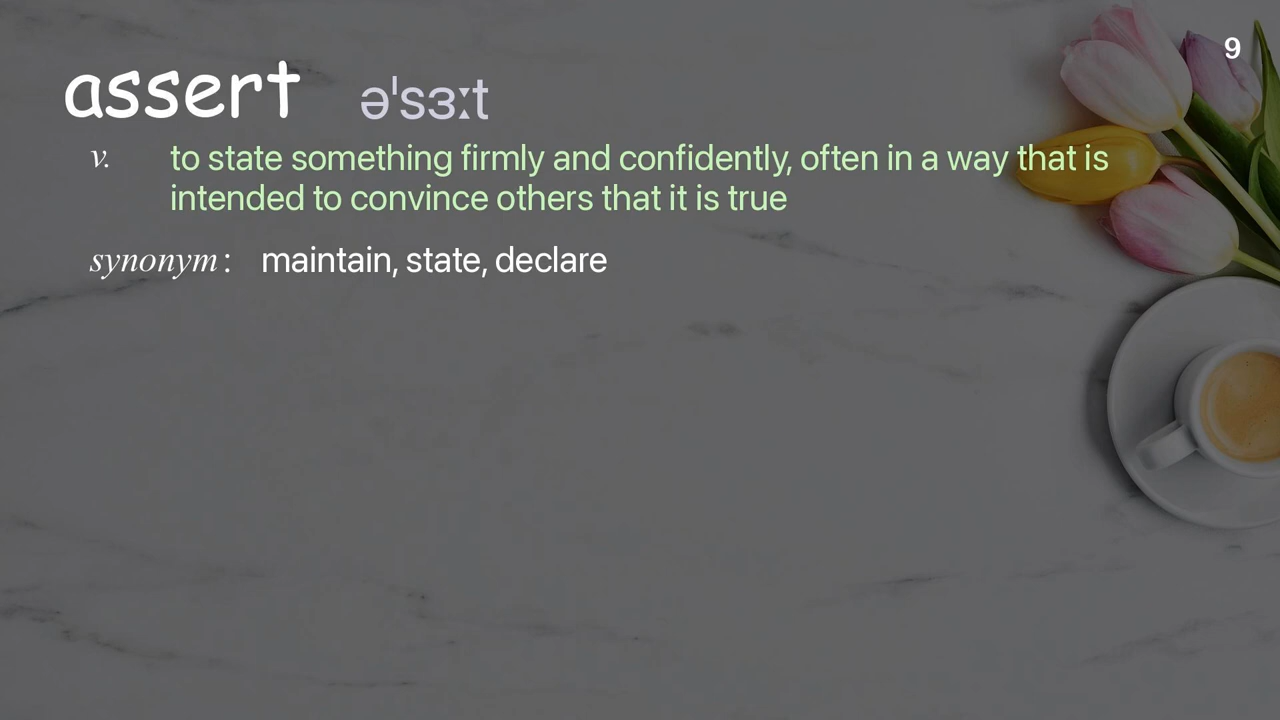 9
assert əˈsɜːt
v. to state something firmly and confidently, often in a way that is
intended to convince others that it is true
synonym: maintain, state, declare